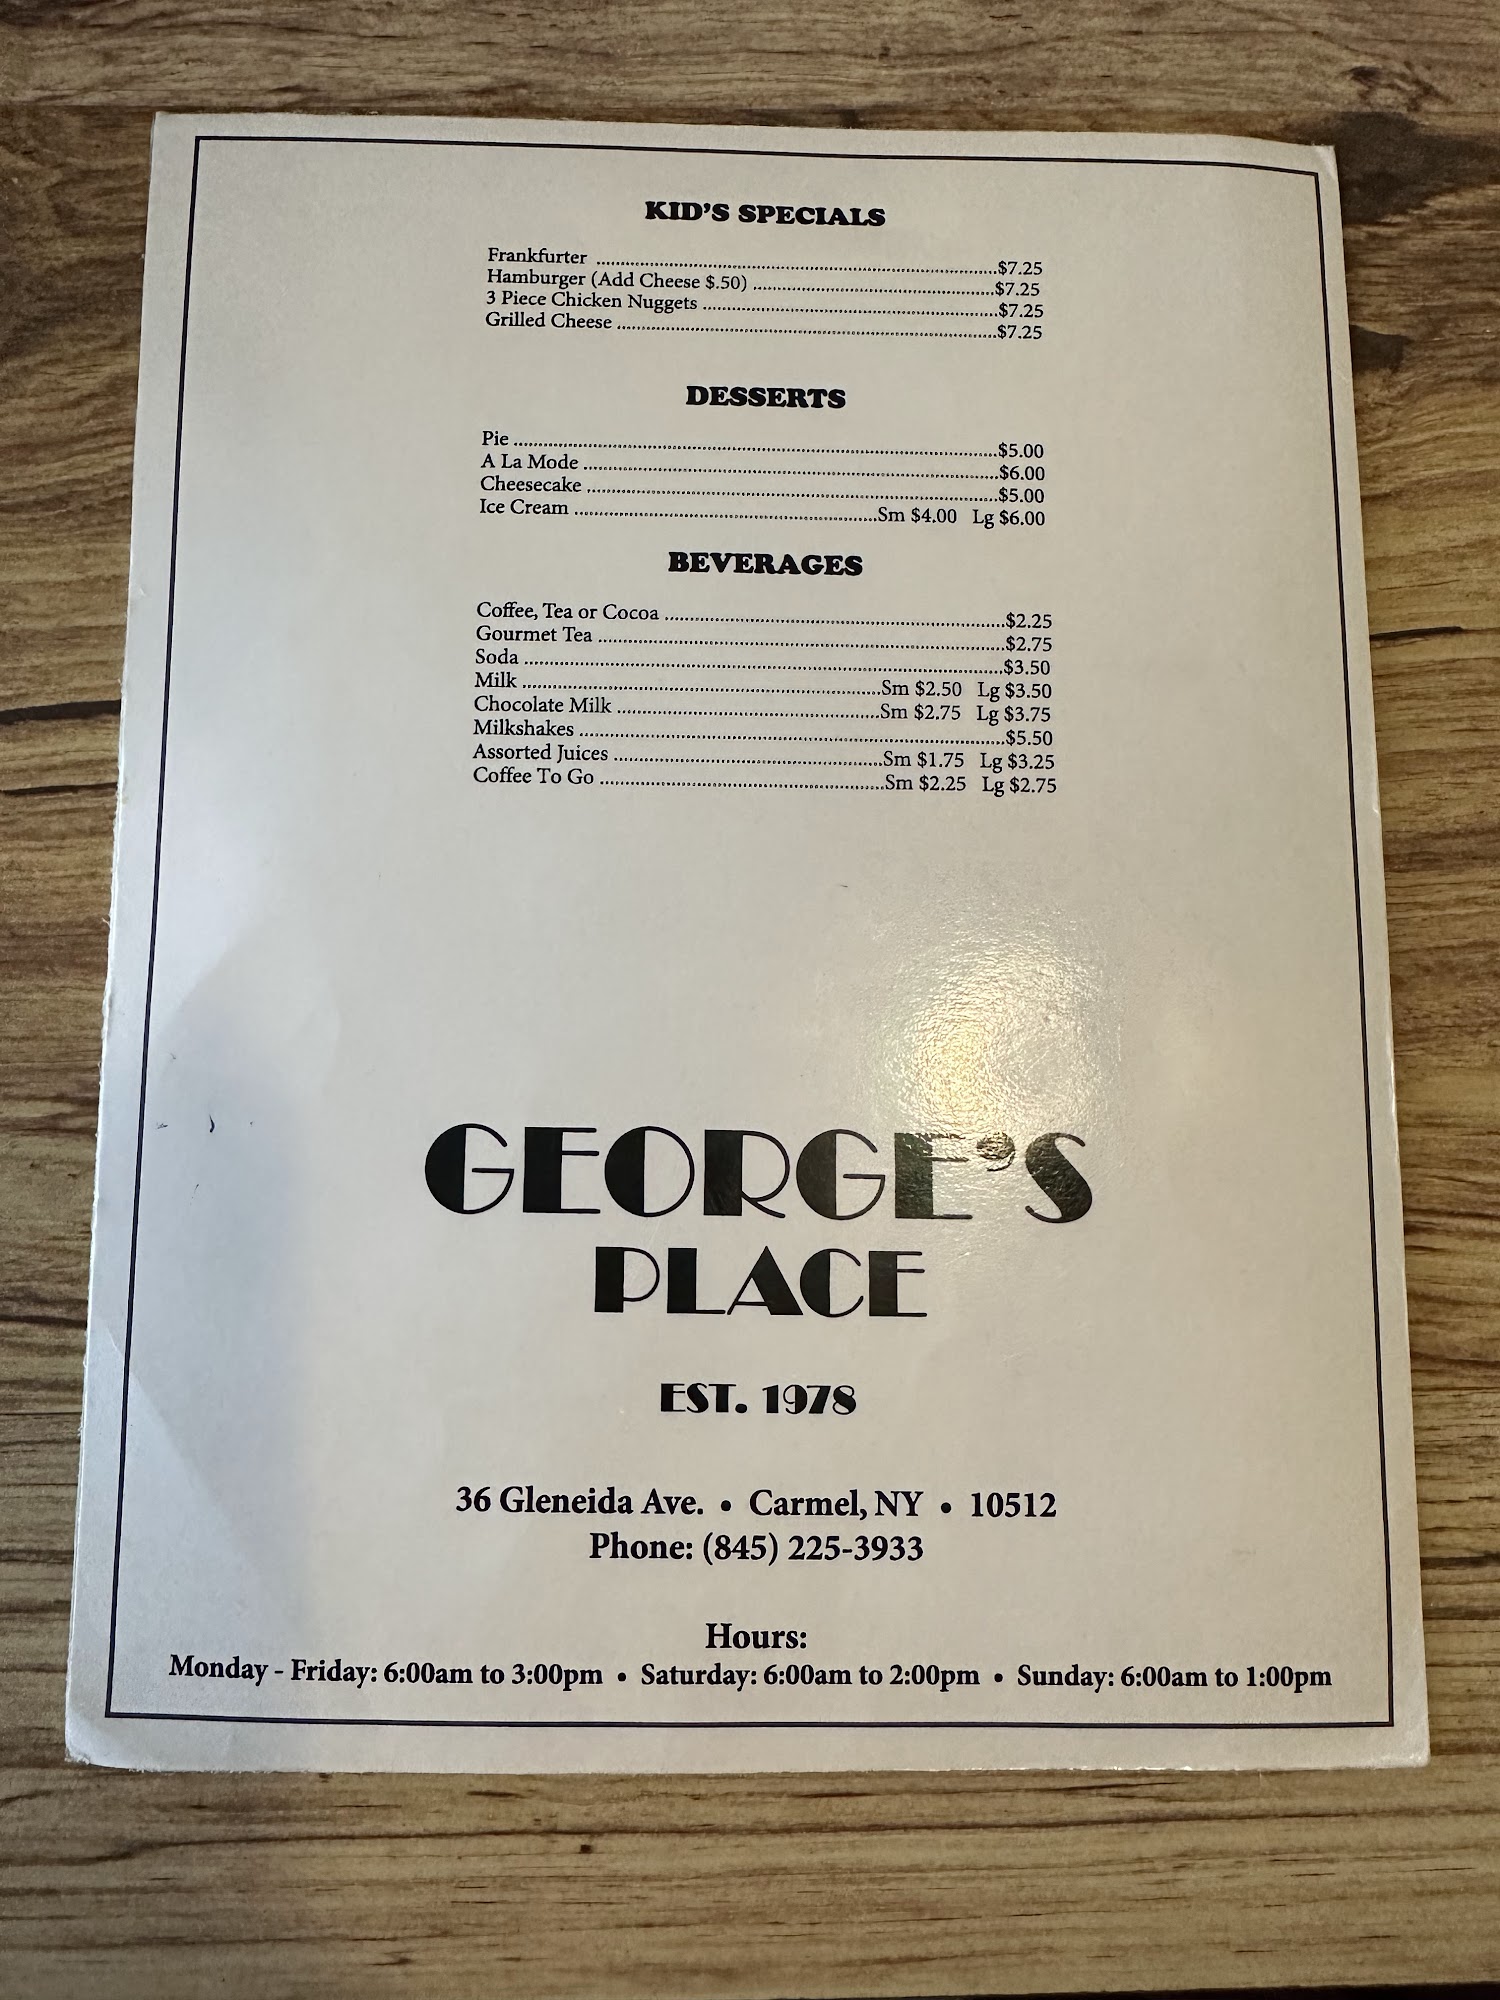 KID'S SPECIALS
Frankfurter ........ $7.25
Hamburger (Add Cheese $.50) ........ $7.25
3 Piece Chicken Nuggets ........ $7.25
Grilled Cheese ........ $7.25
DESSERTS
Pie ........ $5.00
A La Mode ........ $6.00
Cheesecake ........ $5.00
Ice Cream ........ Sm $4.00 Lg $6.00
BEVERAGES
Coffee, Tea or Cocoa ........ $2.25
Gourmet Tea ........ $2.75
Soda ........ $3.50
Milk ........ Sm $2.50 Lg $3.50
Chocolate Milk ........ Sm $2.75 Lg $3.75
Milkshakes ........ $5.50
Assorted Juices ........ Sm $1.75 Lg $3.25
Coffee To Go ........ Sm $2.25 Lg $2.75
GEORGE'S
PLACE
EST. 1978
36 Gleneida Ave. • Carmel, NY • 10512
Phone: (845) 225-3933
Hours:
Monday - Friday: 6:00am to 3:00pm • Saturday: 6:00am to 2:00pm • Sunday: 6:00am to 1:00pm